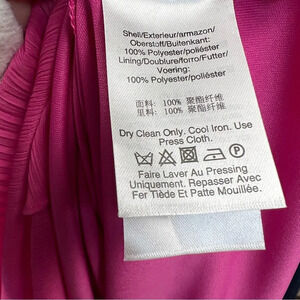 Shell/Exterieur/armazon/
Oberstoff/Buitenkant:
100% Polyester/poliéster
Lining/Doublure/forro/Futter/
Voering:
100% Polyester/poliéster
面料: 100% 聚酯纤维
里料: 100% 聚酯纤维
Dry Clean Only. Cool Iron. Use
Press Cloth.
Faire Laver Au Pressing
Uniquement. Repasser Avec
Fer Tiède Et Patte Mouillée.